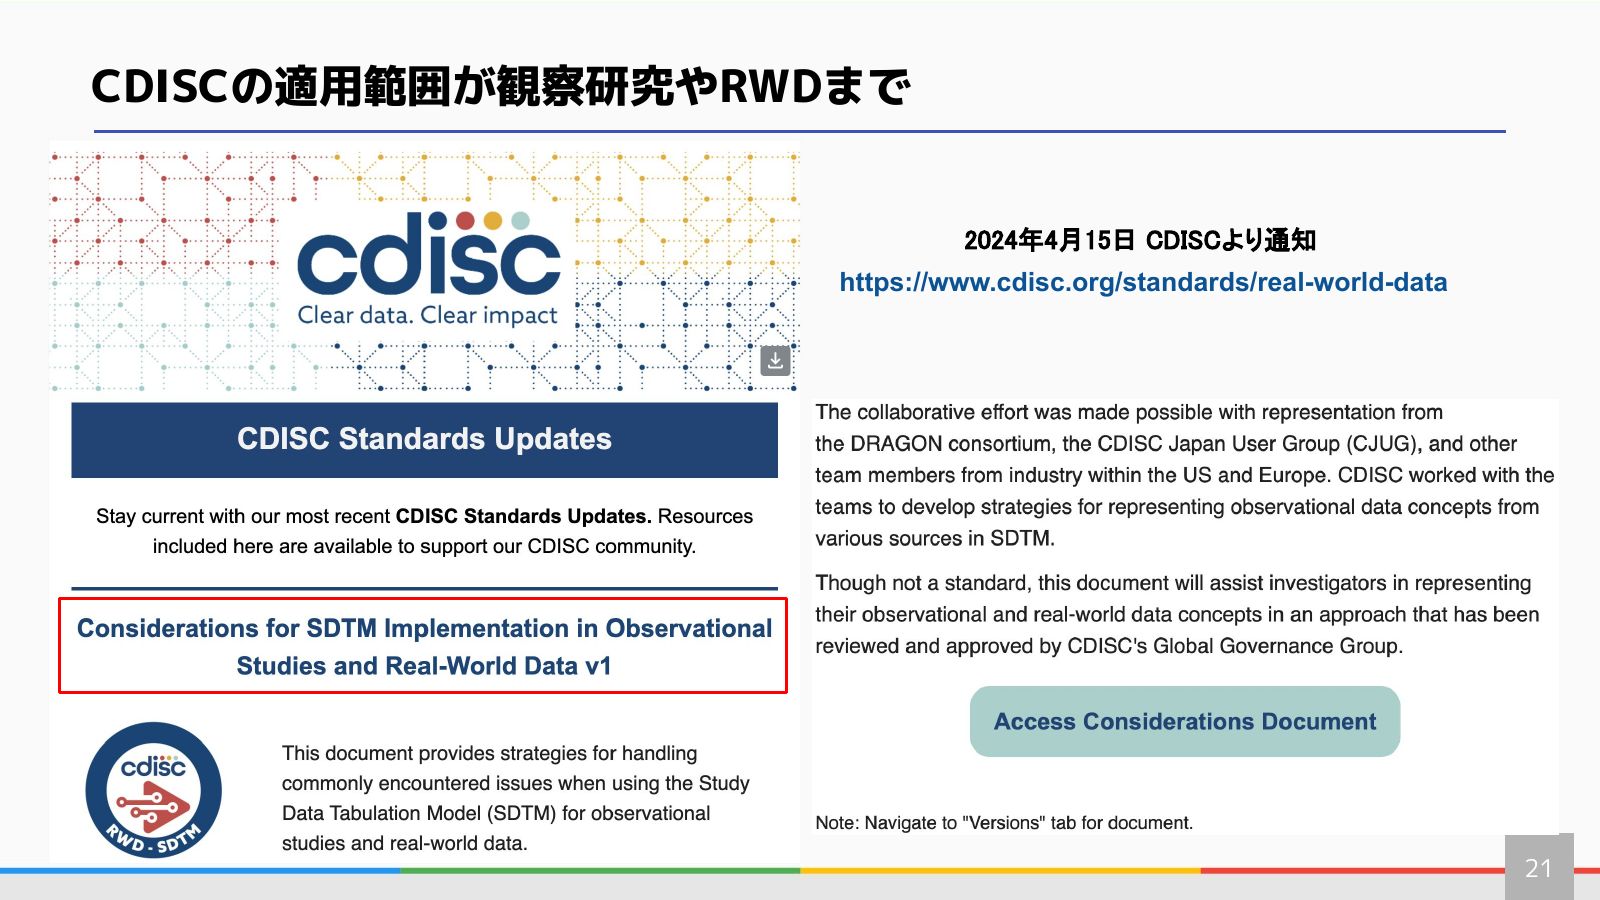 CDISCの適用範囲が観察研究やRWDまで
cdisc
Clear data. Clear impact
CDISC Standards Updates
Stay current with our most recent CDISC Standards Updates. Resources
included here are available to support our CDISC community.
Considerations for SDTM Implementation in Observational
Studies and Real-World Data v1
cdisc
RWD - SDTM
This document provides strategies for handling
commonly encountered issues when using the Study
Data Tabulation Model (SDTM) for observational
studies and real-world data.
2024年4月15日 CDISCより通知
https://www.cdisc.org/standards/real-world-data
The collaborative effort was made possible with representation from
the DRAGON consortium, the CDISC Japan User Group (CJUG), and other
team members from industry within the US and Europe. CDISC worked with the
teams to develop strategies for representing observational data concepts from
various sources in SDTM.
Though not a standard, this document will assist investigators in representing
their observational and real-world data concepts in an approach that has been
reviewed and approved by CDISC's Global Governance Group.
Access Considerations Document
Note: Navigate to "Versions" tab for document.
21